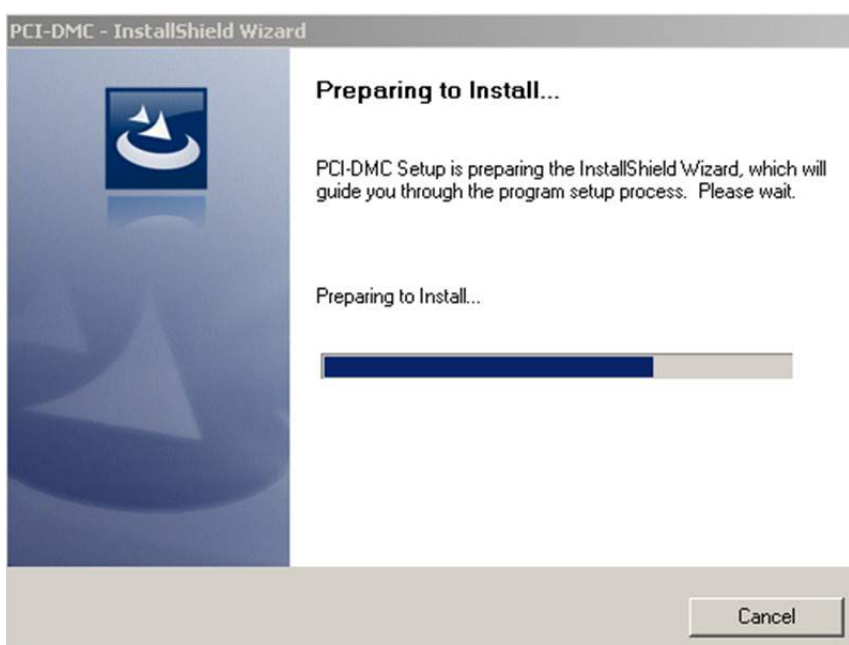 PCI-DMC - InstallShield Wizard
Preparing to Install...
PCI-DMC Setup is preparing the InstallShield Wizard, which will
guide you through the program setup process.  Please wait.
Preparing to Install...
Cancel